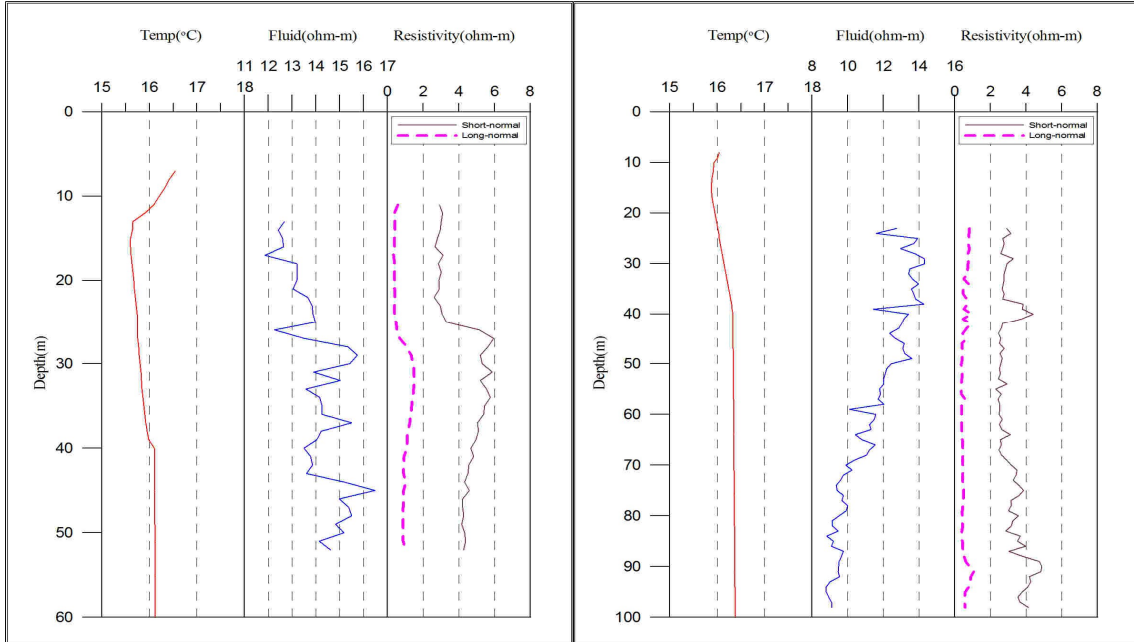 Temp(°C) Fluid(ohm-m) Resistivity(ohm-m)
11 12 13 14 15 16 17
15 16 17 18 0 2 4 6 8
0
10
20
30
40
50
60
Depth(m)
Short-normal
Long-normal
Temp(°C) Fluid(ohm-m) Resistivity(ohm-m)
8 10 12 14 16
15 16 17 18 0 2 4 6 8
0
10
20
30
40
50
60
70
80
90
100
Depth(m)
Short-normal
Long-normal